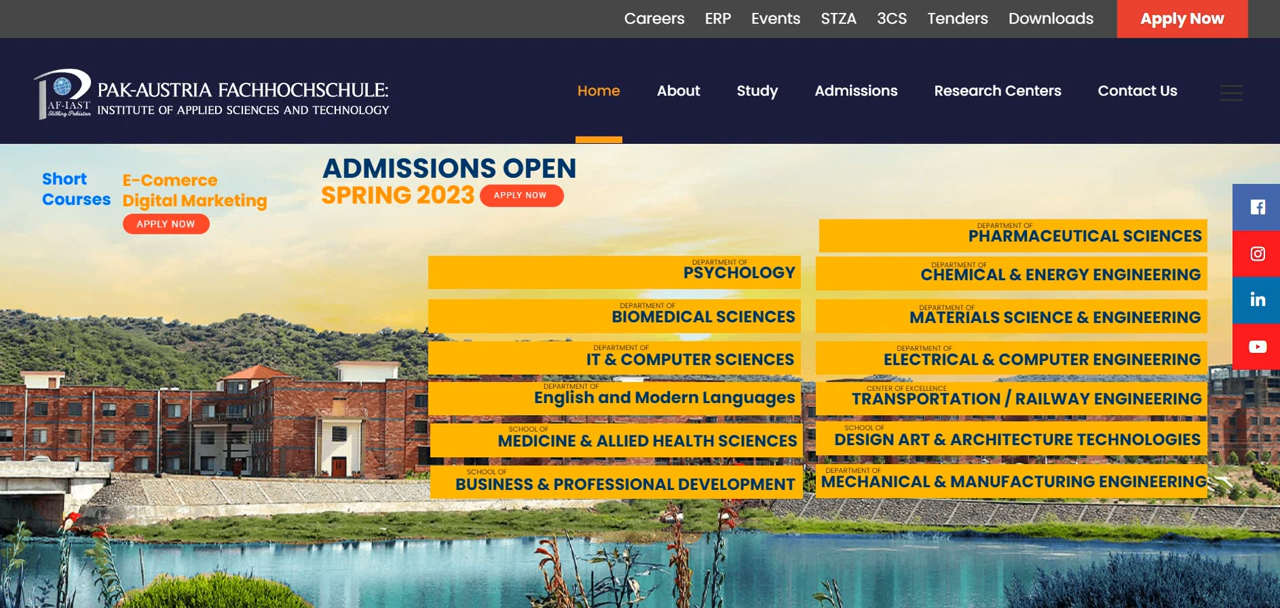 Careers ERP Events STZA 3CS Tenders Downloads Apply Now
PAK-AUSTRIA FACHHOCHSCHULE:
INSTITUTE OF APPLIED SCIENCES AND TECHNOLOGY
AF-IAST
Skilling Pakistan
Home About Study Admissions Research Centers Contact Us
Short
Courses
E-Comerce
Digital Marketing
APPLY NOW
ADMISSIONS OPEN
SPRING 2023 APPLY NOW
DEPARTMENT OF
PSYCHOLOGY
DEPARTMENT OF
BIOMEDICAL SCIENCES
DEPARTMENT OF
IT & COMPUTER SCIENCES
DEPARTMENT OF
English and Modern Languages
SCHOOL OF
MEDICINE & ALLIED HEALTH SCIENCES
SCHOOL OF
BUSINESS & PROFESSIONAL DEVELOPMENT
DEPARTMENT OF
PHARMACEUTICAL SCIENCES
DEPARTMENT OF
CHEMICAL & ENERGY ENGINEERING
DEPARTMENT OF
MATERIALS SCIENCE & ENGINEERING
DEPARTMENT OF
ELECTRICAL & COMPUTER ENGINEERING
CENTER OF EXCELLENCE
TRANSPORTATION / RAILWAY ENGINEERING
SCHOOL OF
DESIGN ART & ARCHITECTURE TECHNOLOGIES
DEPARTMENT OF
MECHANICAL & MANUFACTURING ENGINEERING